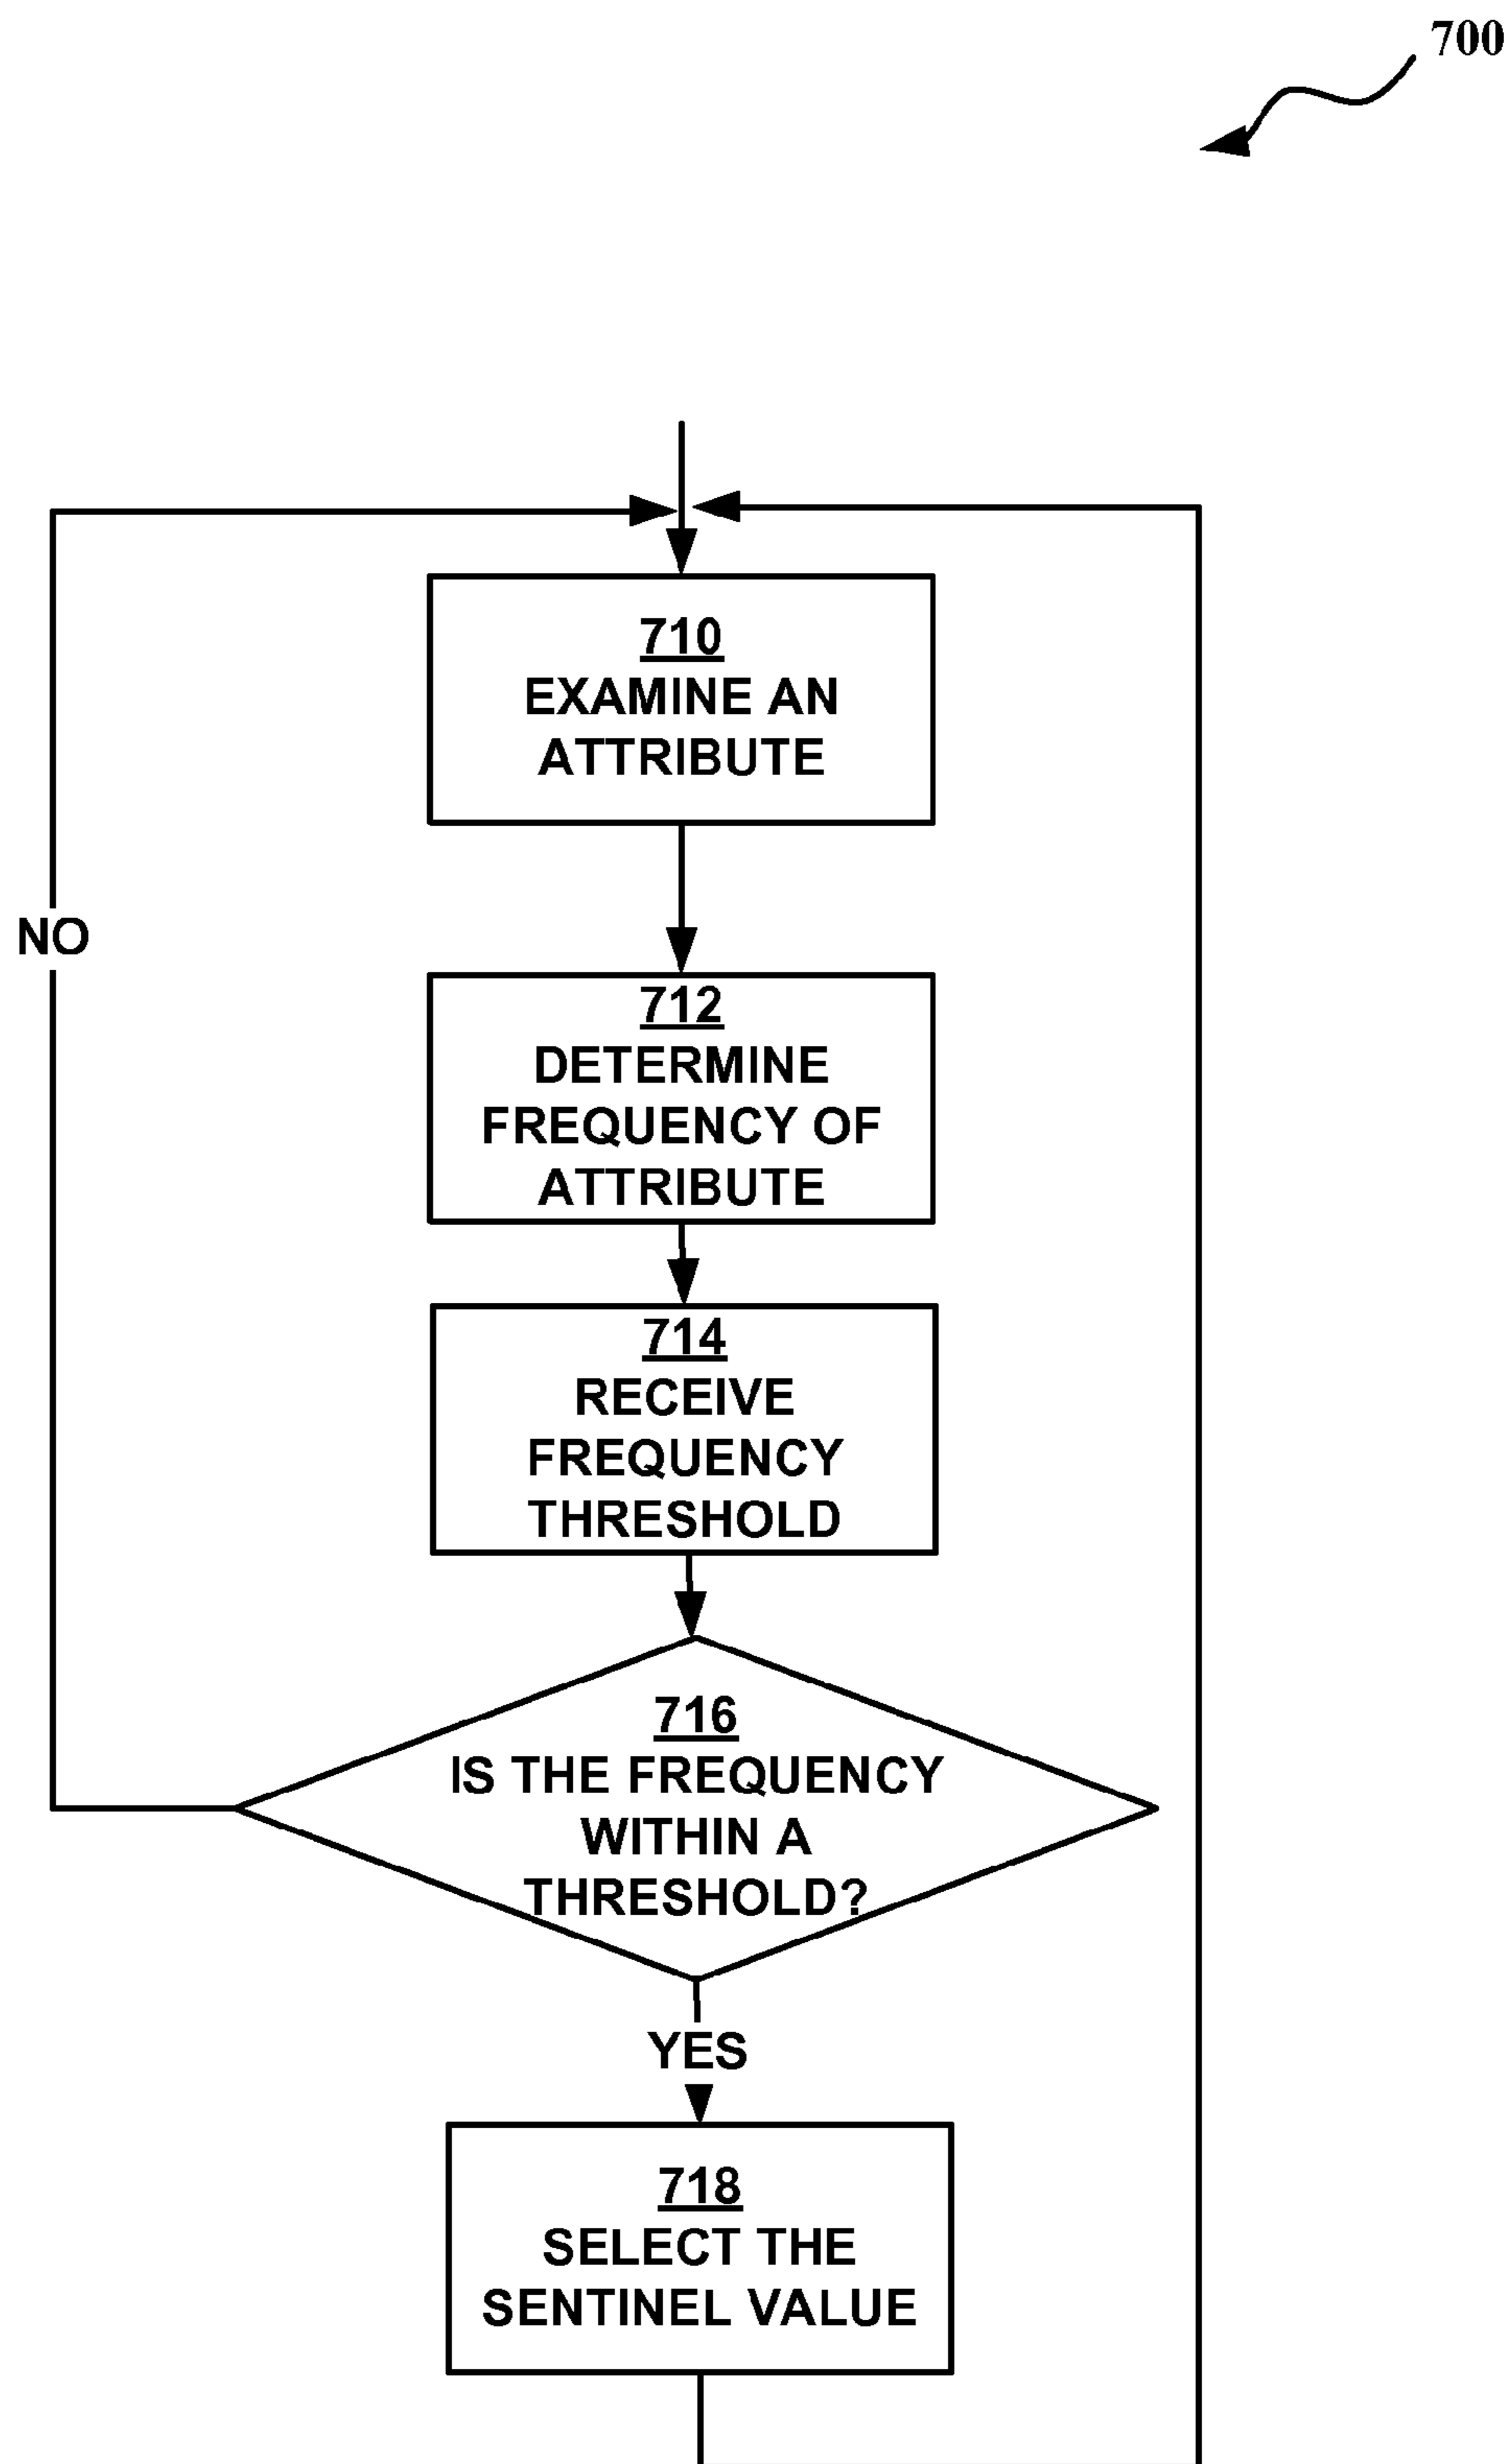 700
710
EXAMINE AN
ATTRIBUTE
NO
712
DETERMINE
FREQUENCY OF
ATTRIBUTE
714
RECEIVE
FREQUENCY
THRESHOLD
716
IS THE FREQUENCY
WITHIN A
THRESHOLD?
YES
718
SELECT THE
SENTINEL VALUE